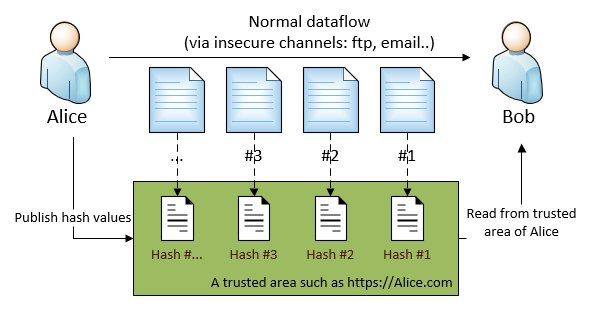 Normal dataflow
(via insecure channels: ftp, email..)
Alice
Bob
... #3 #2 #1
Publish hash values
Read from trusted
area of Alice
Hash #... Hash #3 Hash #2 Hash #1
A trusted area such as https://Alice.com